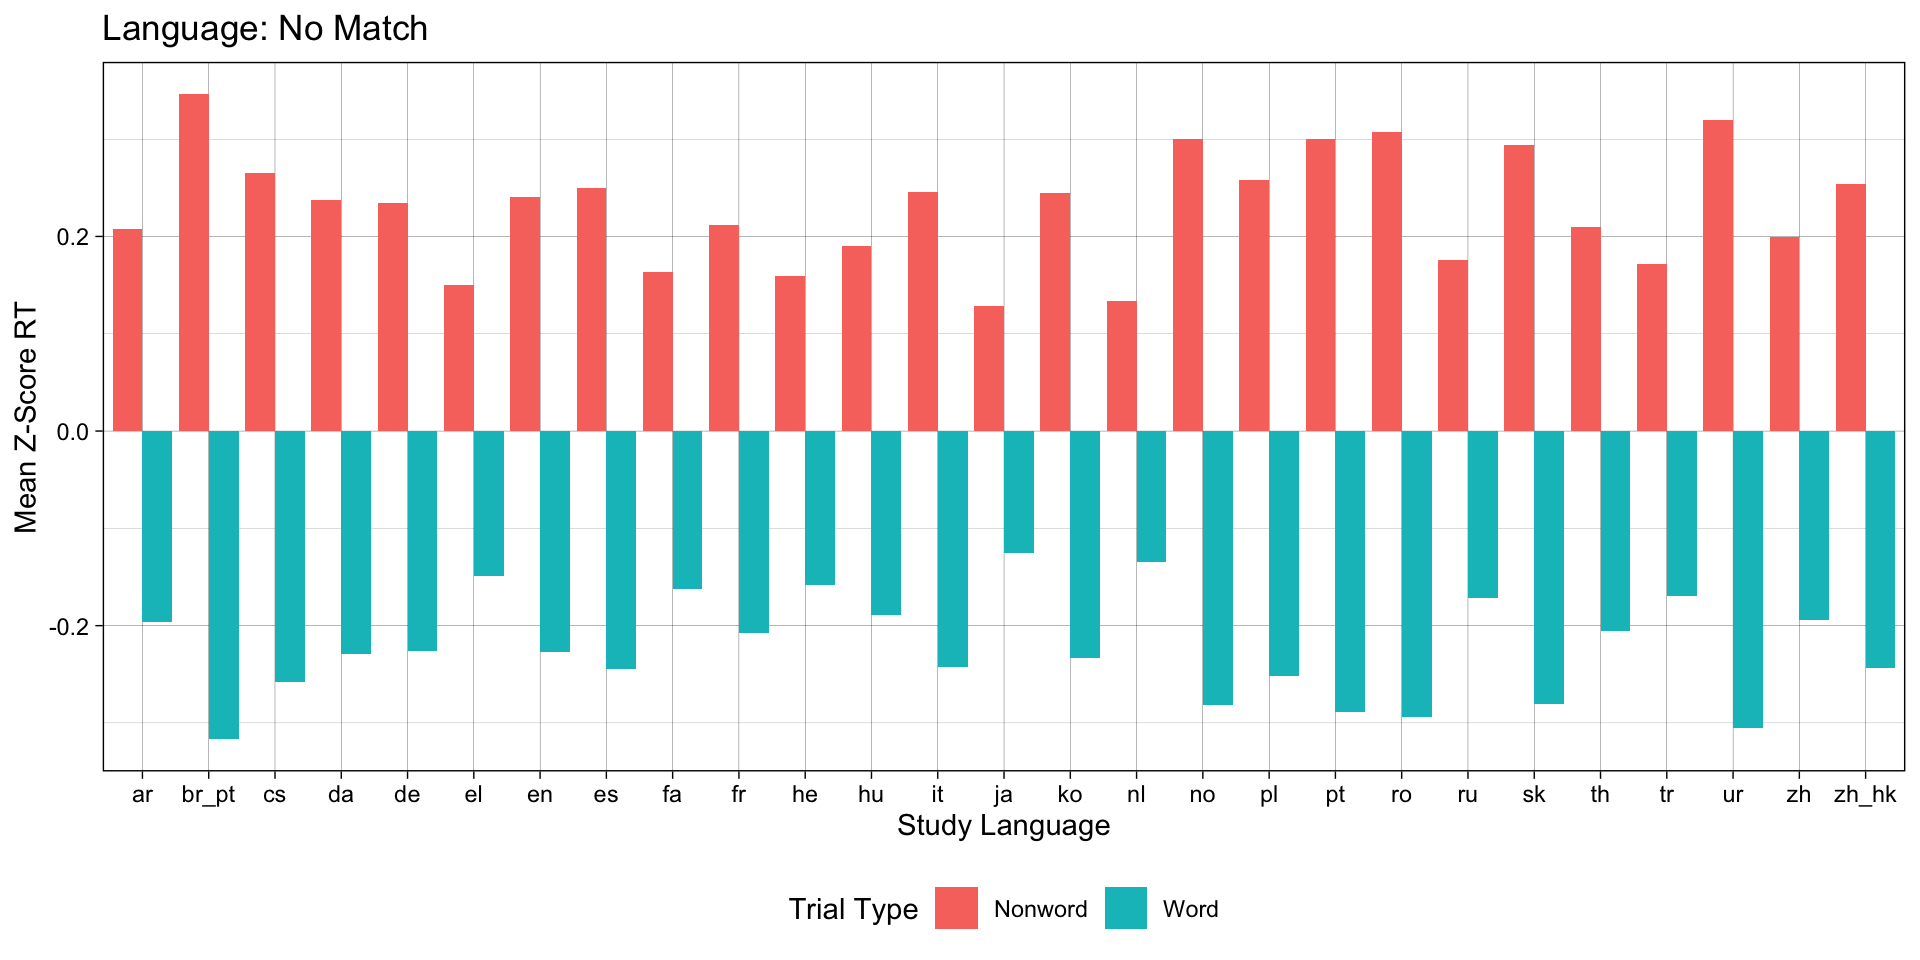 Language: No Match
Mean Z-Score RT
0.2
0.0
-0.2
ar br_pt cs da de el en es fa fr he hu it ja ko nl no pl pt ro ru sk th tr ur zh zh_hk
Study Language
Trial Type Nonword Word